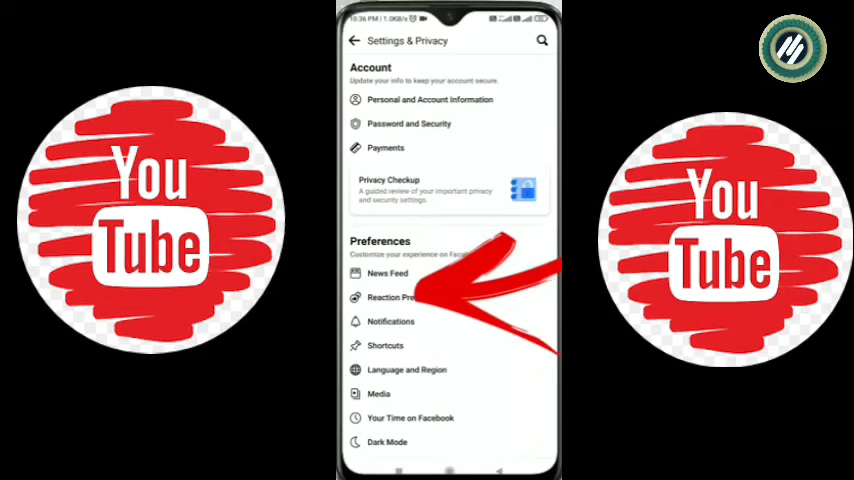 You
Tube
10:36 PM | 1.0KB/s
Settings & Privacy
Account
Update your info to keep your account secure.
Personal and Account Information
Password and Security
Payments
Privacy Checkup
A guided review of your important privacy
and security settings.
Preferences
Customize your experience on Faceb
News Feed
Reaction Pre
Notifications
Shortcuts
Language and Region
Media
Your Time on Facebook
Dark Mode
You
Tube